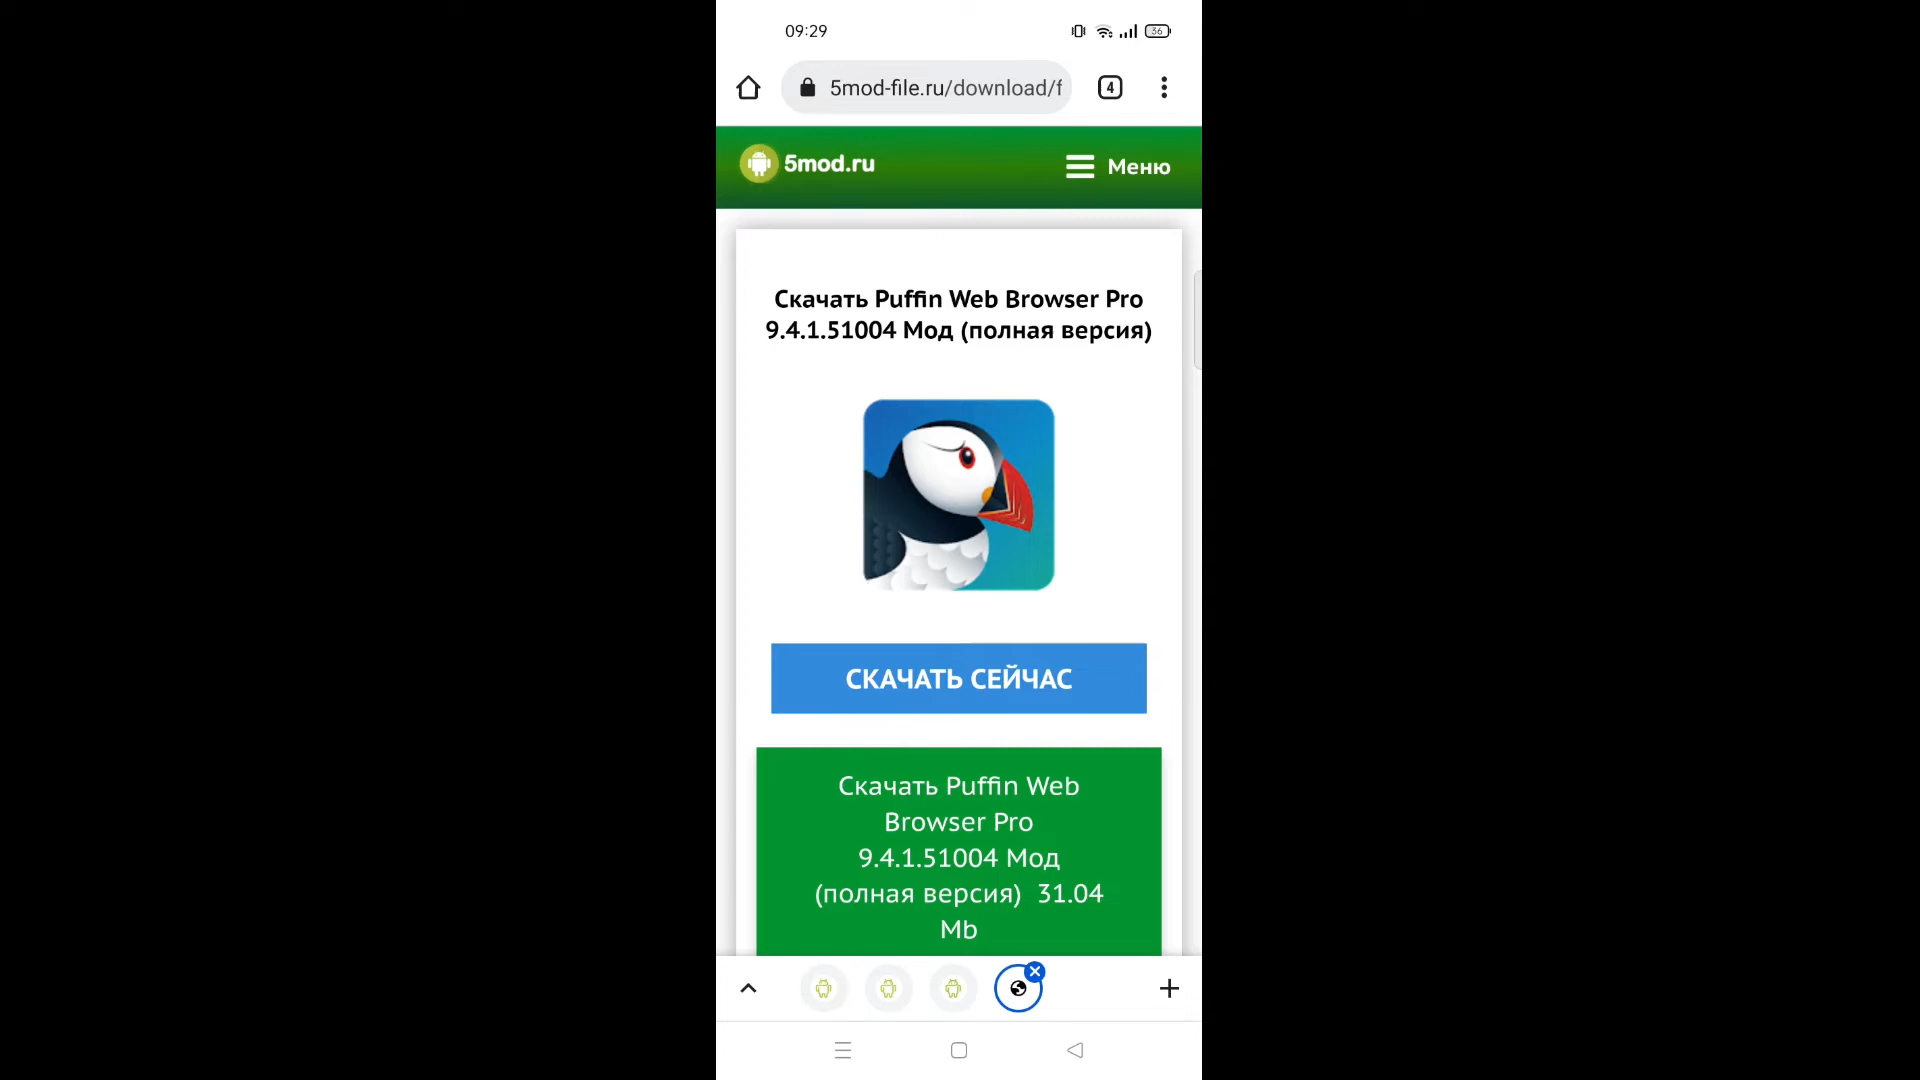 09:29
36
5mod-file.ru/download/f
4
5mod.ru
Меню
Скачать Puffin Web Browser Pro
9.4.1.51004 Мод (полная версия)
СКАЧАТЬ СЕЙЧАС
Скачать Puffin Web
Browser Pro
9.4.1.51004 Мод
(полная версия) 31.04
Mb